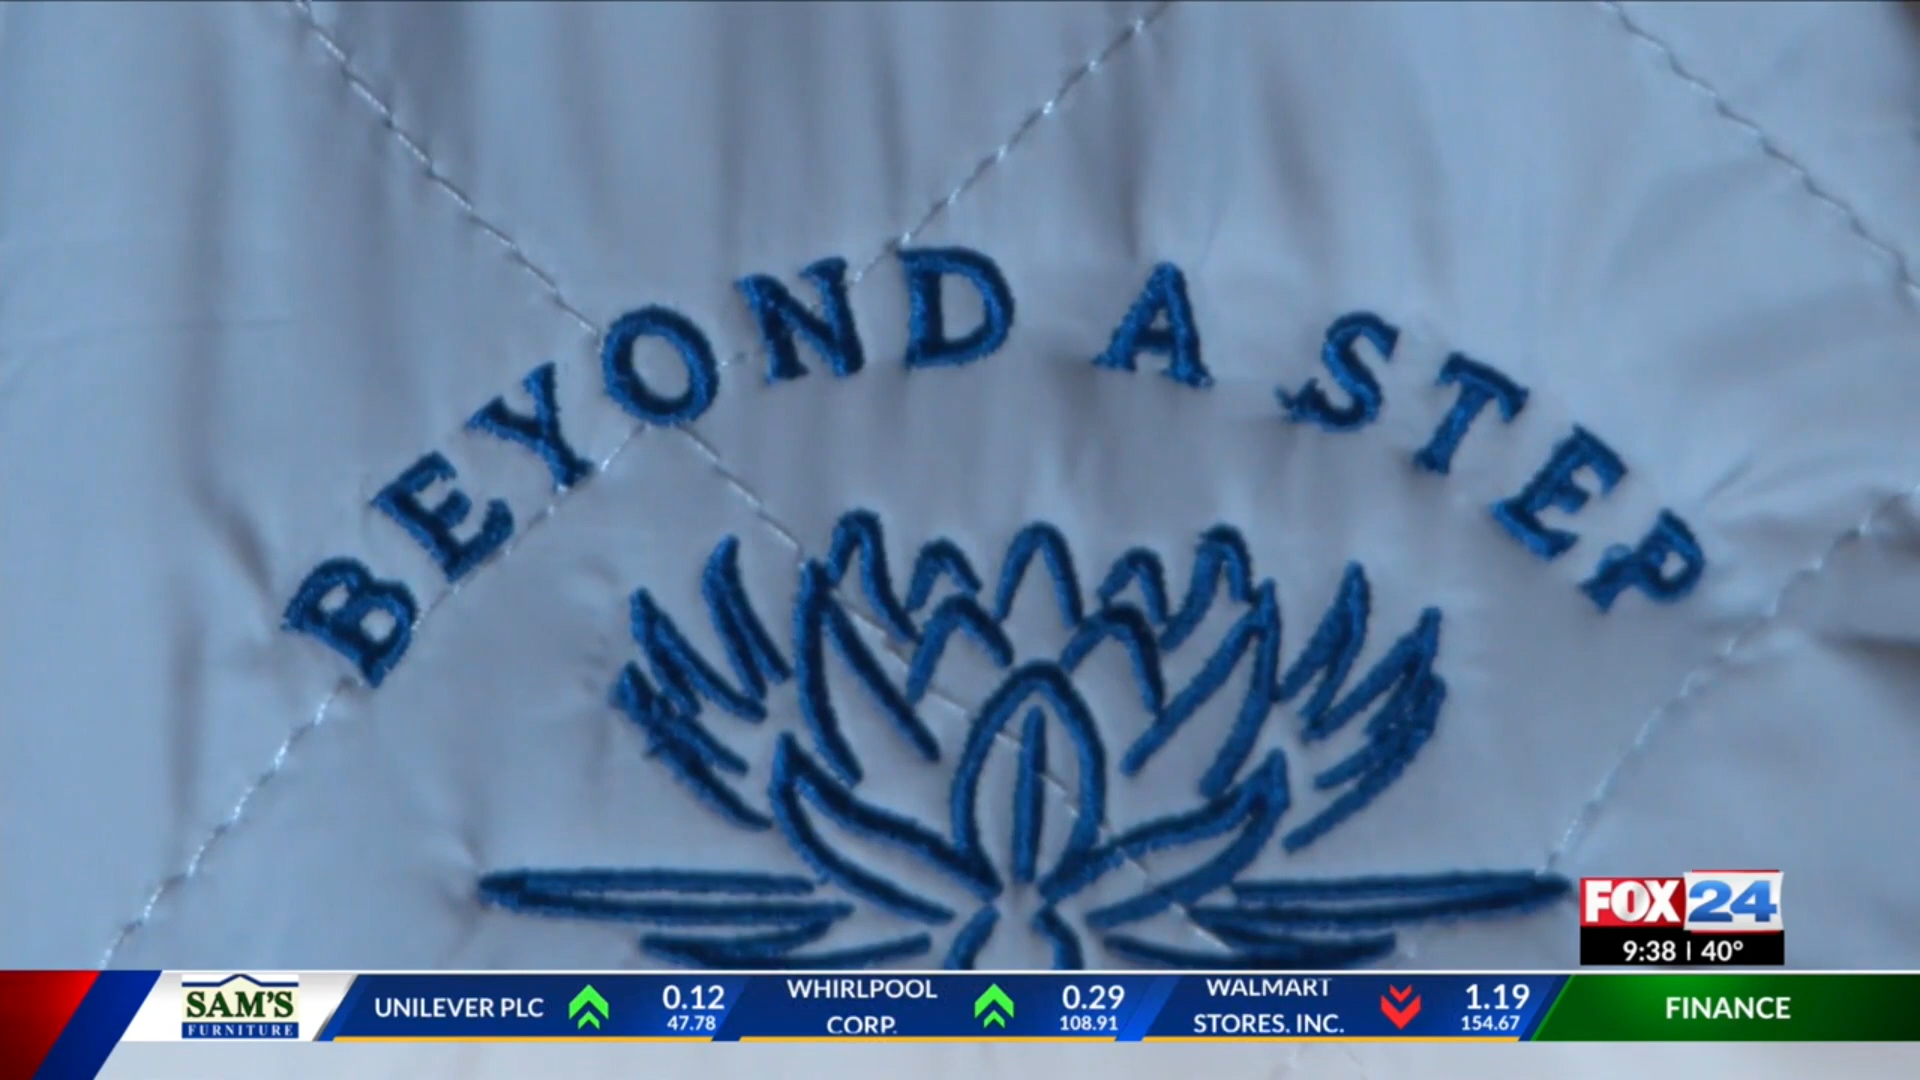 BEYOND A STEP
FOX 24
9:38 | 40°
SAM'S
FURNITURE
UNILEVER PLC
0.12
47.78
WHIRLPOOL
CORP.
0.29
108.91
WALMART
STORES, INC.
1.19
154.67
FINANCE